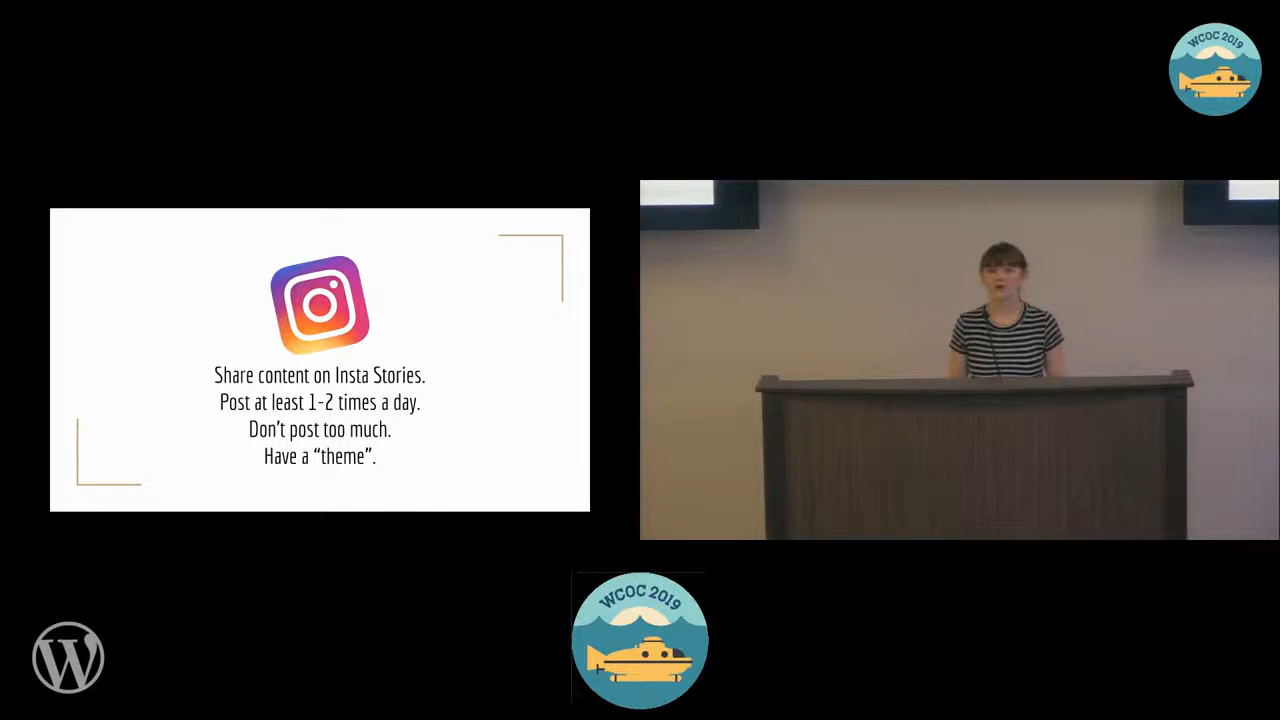 WCOC 2019
Share content on Insta Stories.
Post at least 1-2 times a day.
Don't post too much.
Have a “theme”.
WCOC 2019